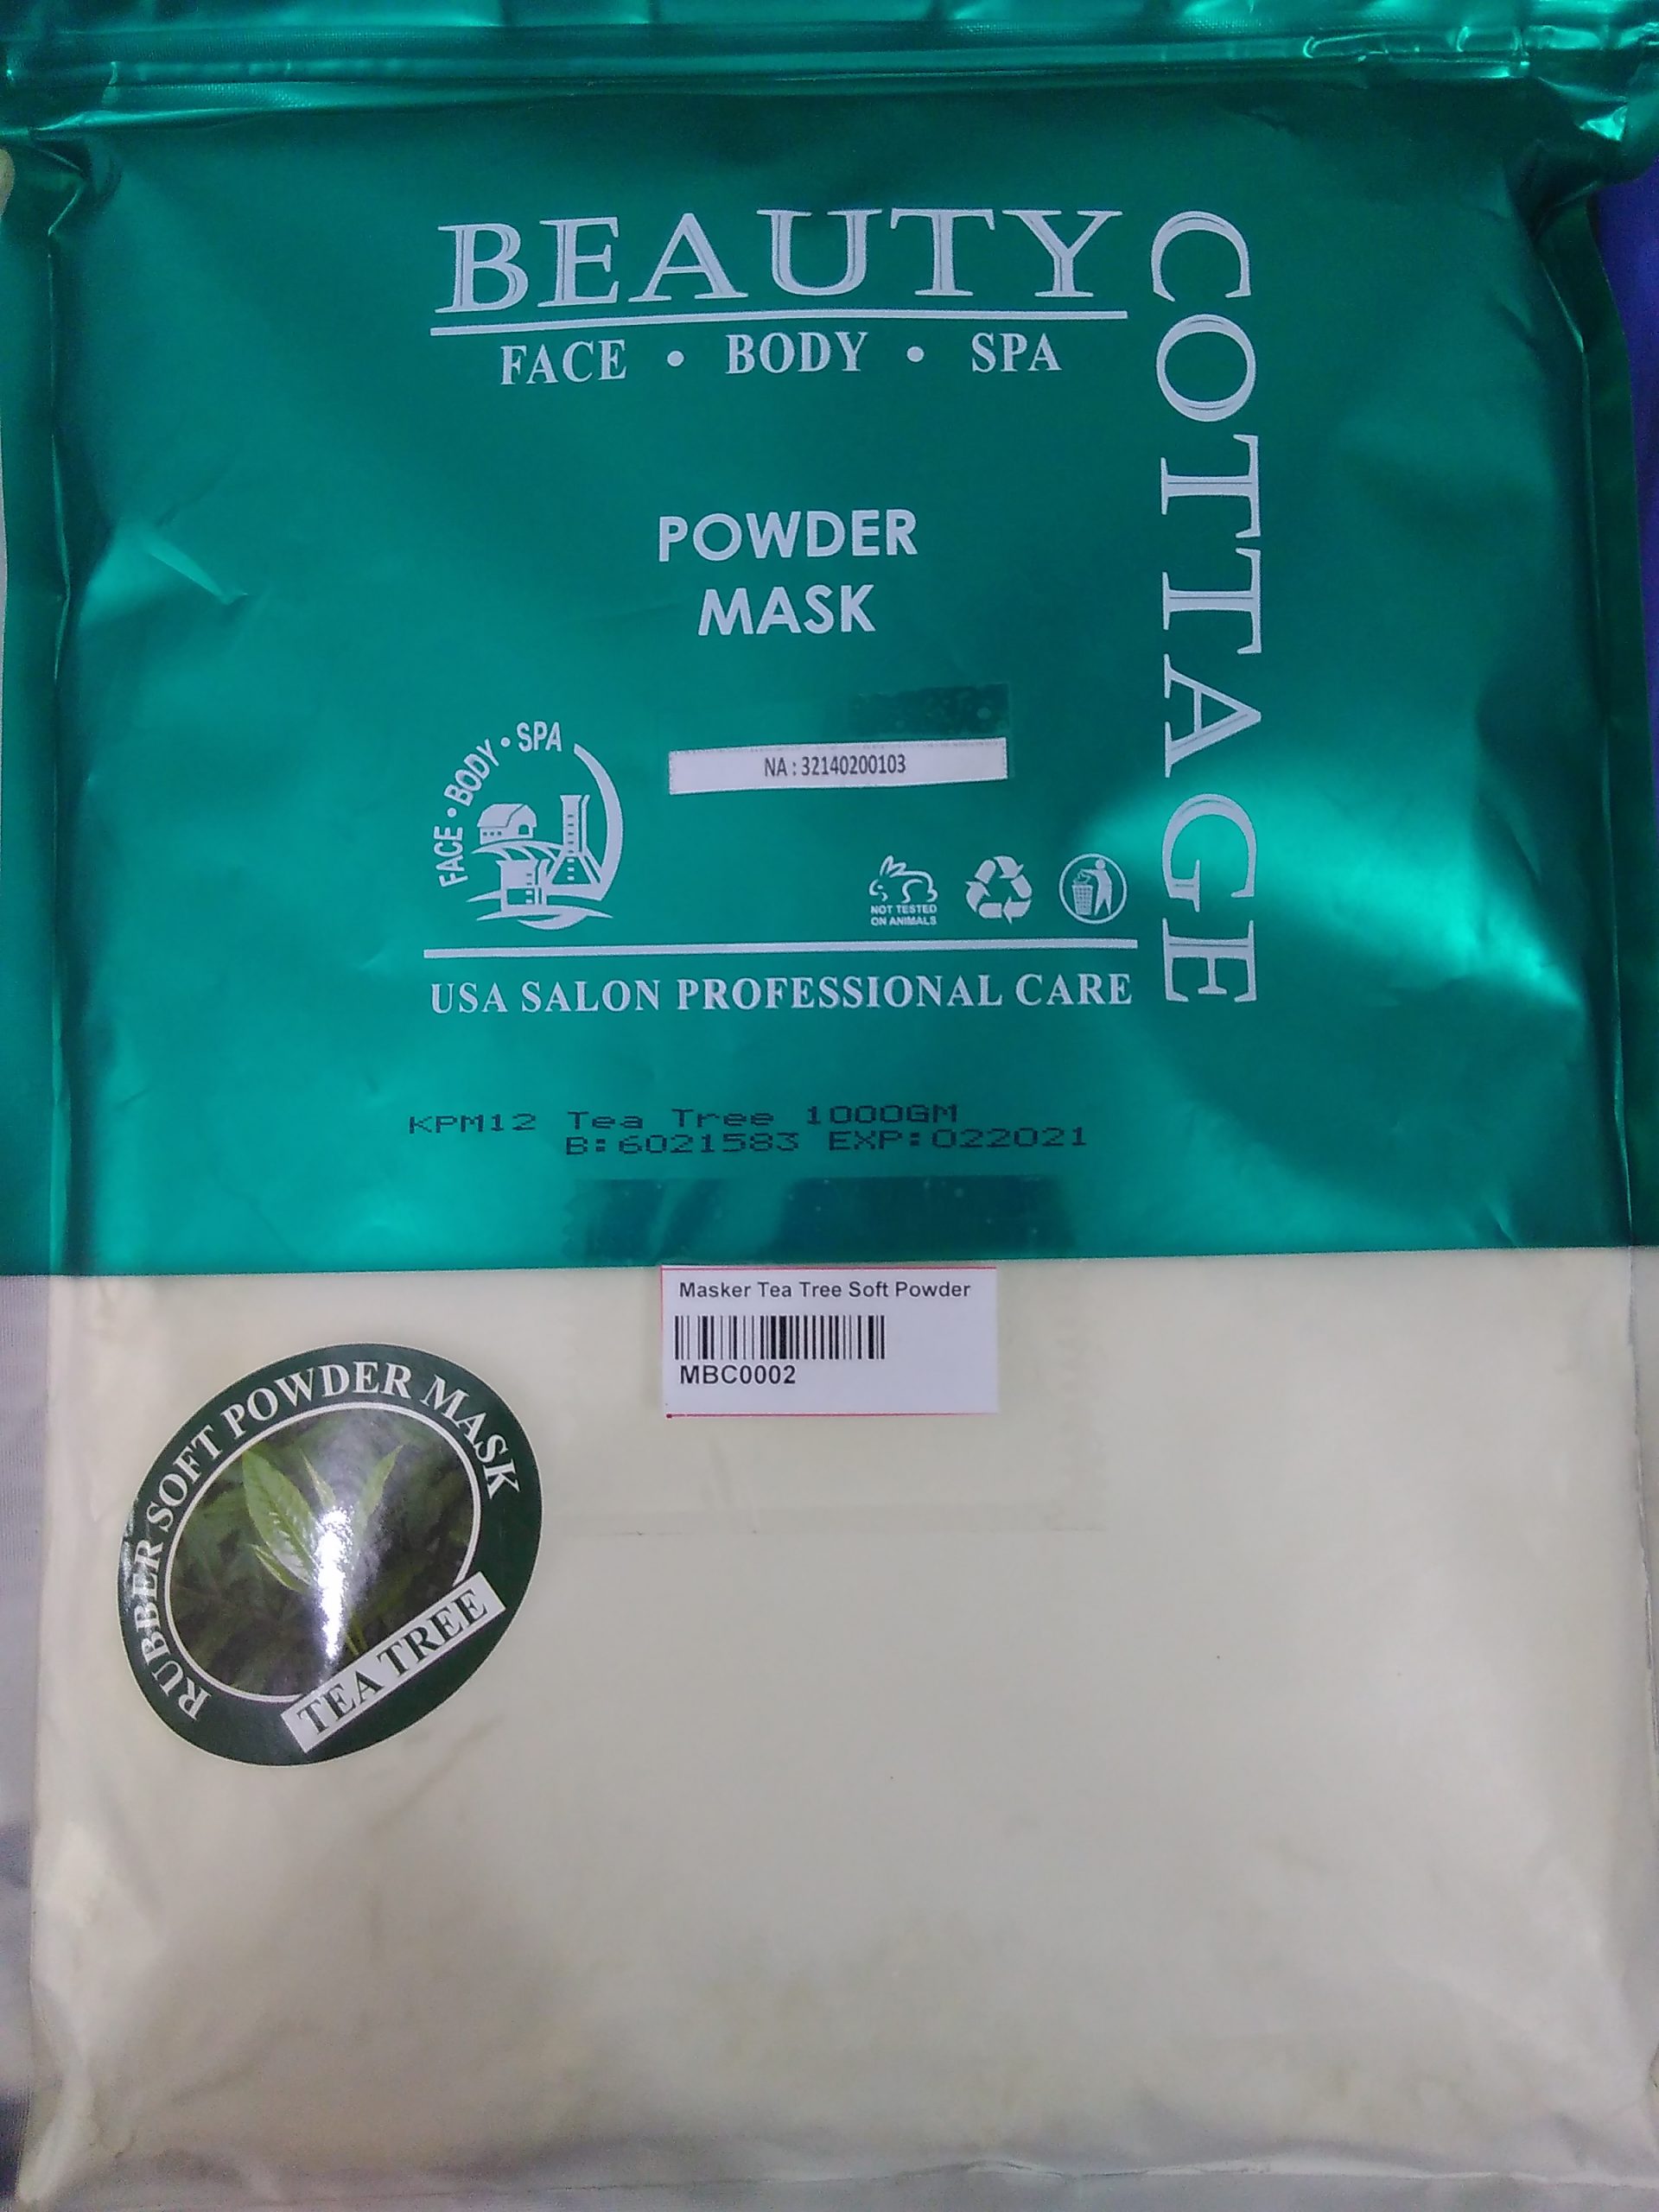 BEAUTY
COTTAGE
FACE • BODY • SPA
POWDER
MASK
NA : 32140200103
FACE • BODY • SPA
NOT TESTED
ON ANIMALS
USA SALON PROFESSIONAL CARE
KPM12 Tea Tree 1000GM
B:6021583 EXP:022021
Masker Tea Tree Soft Powder
MBC0002
RUBBER SOFT POWDER MASK
TEA TREE